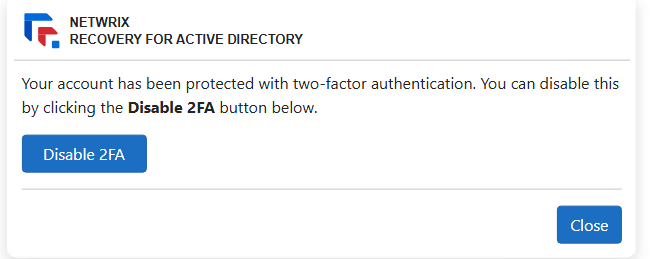 NETWRIX
RECOVERY FOR ACTIVE DIRECTORY
Your account has been protected with two-factor authentication. You can disable this
by clicking the Disable 2FA button below.
Disable 2FA
Close